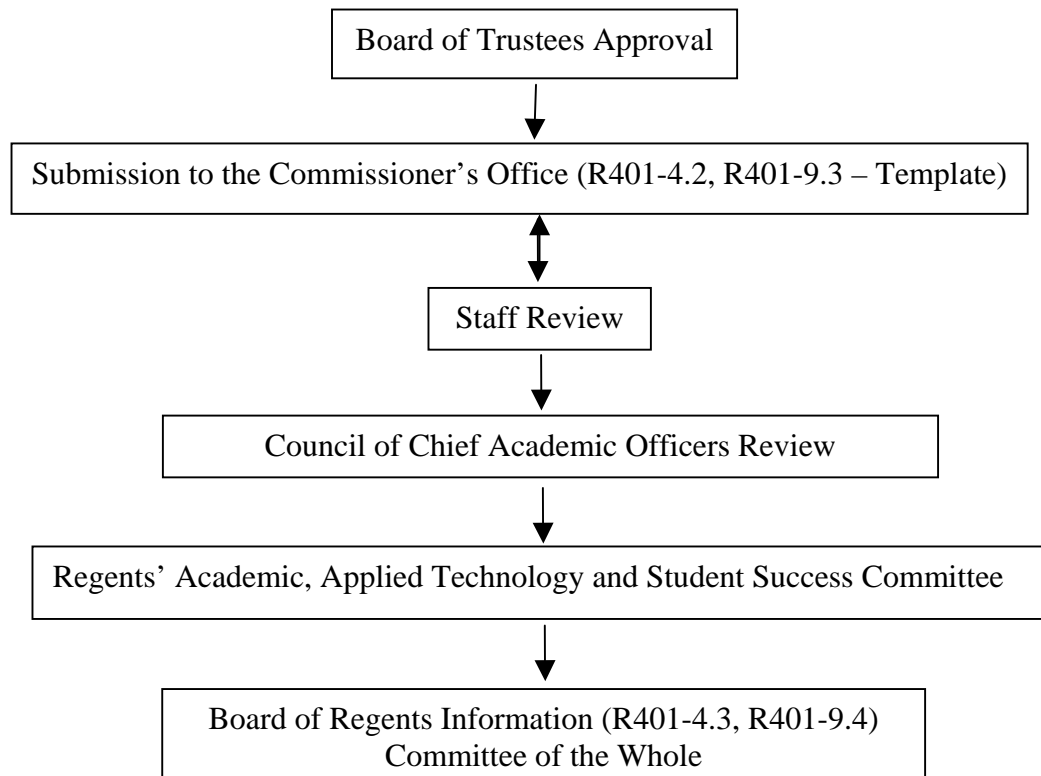 Board of Trustees Approval
Submission to the Commissioner’s Office (R401-4.2, R401-9.3 – Template)
Staff Review
Council of Chief Academic Officers Review
Regents’ Academic, Applied Technology and Student Success Committee
Board of Regents Information (R401-4.3, R401-9.4)
Committee of the Whole